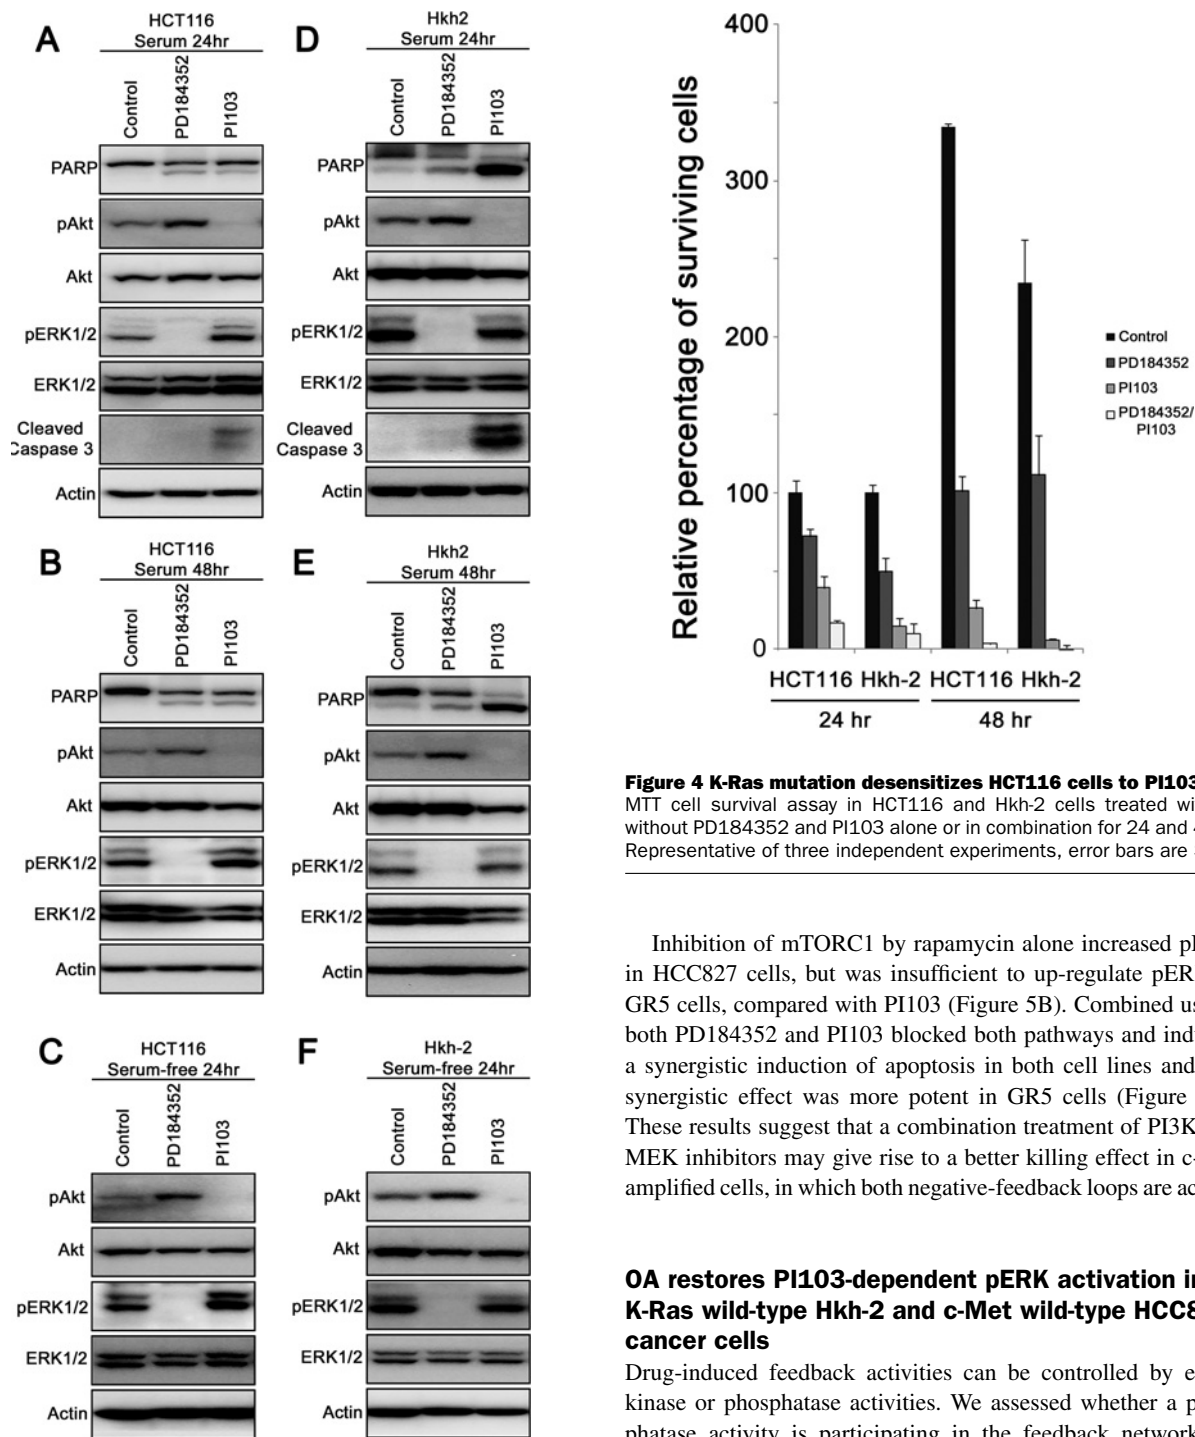 A
HCT116
Serum 24hr
Control
PD184352
PI103
PARP
pAkt
Akt
pERK1/2
ERK1/2
Cleaved
Caspase 3
Actin
D
Hkh2
Serum 24hr
Control
PD184352
PI103
PARP
pAkt
Akt
pERK1/2
ERK1/2
Cleaved
Caspase 3
Actin
B
HCT116
Serum 48hr
Control
PD184352
PI103
PARP
pAkt
Akt
pERK1/2
ERK1/2
Actin
E
Hkh2
Serum 48hr
Control
PD184352
PI103
PARP
pAkt
Akt
pERK1/2
ERK1/2
Actin
C
HCT116
Serum-free 24hr
Control
PD184352
PI103
pAkt
Akt
pERK1/2
ERK1/2
Actin
F
Hkh-2
Serum-free 24hr
Control
PD184352
PI103
pAkt
Akt
pERK1/2
ERK1/2
Actin
Relative percentage of surviving cells
400
300
200
100
0
Control
PD184352
PI103
PD184352/
PI103
HCT116 Hkh-2 HCT116 Hkh-2
24 hr 48 hr
Figure 4 K-Ras mutation desensitizes HCT116 cells to PI103
MTT cell survival assay in HCT116 and Hkh-2 cells treated wi
without PD184352 and PI103 alone or in combination for 24 and
Representative of three independent experiments, error bars are
Inhibition of mTORC1 by rapamycin alone increased
in HCC827 cells, but was insufficient to up-regulate pER
GR5 cells, compared with PI103 (Figure 5B). Combined us
both PD184352 and PI103 blocked both pathways and indu
a synergistic induction of apoptosis in both cell lines and
synergistic effect was more potent in GR5 cells (Figure
These results suggest that a combination treatment of PI3K
MEK inhibitors may give rise to a better killing effect in c-
amplified cells, in which both negative-feedback loops are ac
OA restores PI103-dependent pERK activation in
K-Ras wild-type Hkh-2 and c-Met wild-type HCC8
cancer cells
Drug-induced feedback activities can be controlled by e
kinase or phosphatase activities. We assessed whether a p
phatase activity is participating in the feedback network